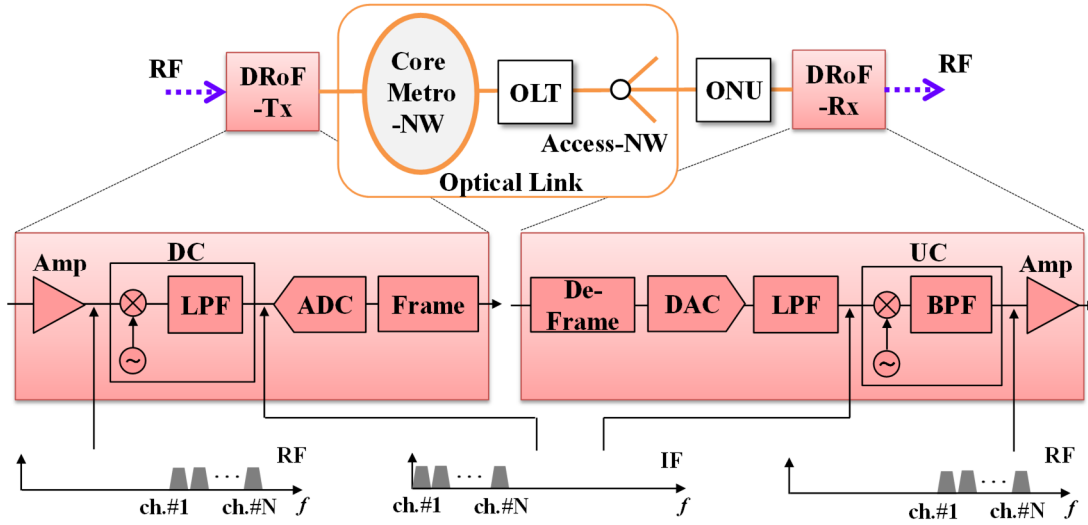 RF
DRoF
-Tx
Core
Metro
-NW
OLT
Access-NW
Optical Link
ONU
DRoF
-Rx
RF
Amp
DC
~
LPF
ADC
Frame
De-
Frame
DAC
LPF
UC
~
BPF
Amp
RF
...
ch.#1
ch.#N
f
IF
...
ch.#1
ch.#N
f
RF
...
ch.#1
ch.#N
f